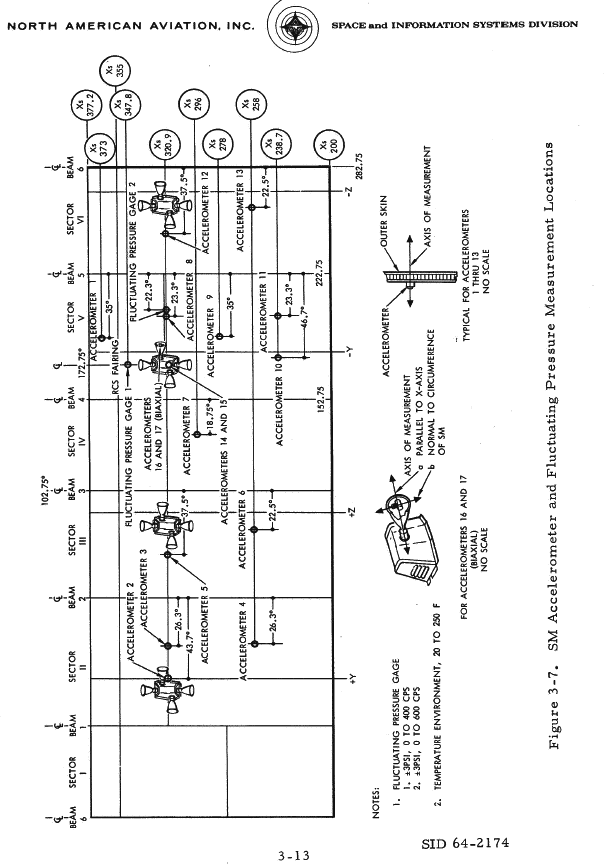 NORTH AMERICAN AVIATION, INC.
SPACE and INFORMATION SYSTEMS DIVISION
Xs 377.2
Xs 373
Xs 355
Xs 347.8
Xs 320.9
Xs 296
Xs 278
Xs 258
Xs 238.7
Xs 200
℄ BEAM 6
SECTOR VI
℄ BEAM 5
SECTOR V
℄ 172.75°
℄ BEAM 4
SECTOR IV
102.75°
℄ BEAM 3
SECTOR III
℄ BEAM 2
SECTOR II
℄ BEAM 1
SECTOR I
℄ BEAM 6
282.75
-Z
222.75
-Y
152.75
+Z
+Y
FLUCTUATING PRESSURE GAGE 2
37.5°
ACCELEROMETER 12
ACCELEROMETER 13
22.5°
ACCELEROMETER 1
35°
22.3°
23.3°
ACCELEROMETER 8
ACCELEROMETER 9
35°
ACCELEROMETER 11
23.3°
46.7°
RCS FAIRING
FLUCTUATING PRESSURE GAGE 1
ACCELEROMETERS
16 AND 17 (BIAXIAL)
ACCELEROMETER 7
18.75°
ACCELEROMETERS 14 AND 15
ACCELEROMETER 10
37.5°
ACCELEROMETER 6
22.5°
ACCELEROMETER 2
ACCELEROMETER 3
26.3°
43.7°
ACCELEROMETER 5
ACCELEROMETER 4
26.3°
OUTER SKIN
AXIS OF MEASUREMENT
ACCELEROMETER
TYPICAL FOR ACCELEROMETERS
1 THRU 13
NO SCALE
AXIS OF MEASUREMENT
a PARALLEL TO X-AXIS
b NORMAL TO CIRCUMFERENCE
OF SM
FOR ACCELEROMETERS 16 AND 17
(BIAXIAL)
NO SCALE
NOTES:
1. FLUCTUATING PRESSURE GAGE
1. ±3PSI, 0 TO 400 CPS
2. ±3PSI, 0 TO 600 CPS
2. TEMPERATURE ENVIRONMENT, 20 TO 250 F
Figure 3-7. SM Accelerometer and Fluctuating Pressure Measurement Locations
3-13
SID 64-2174